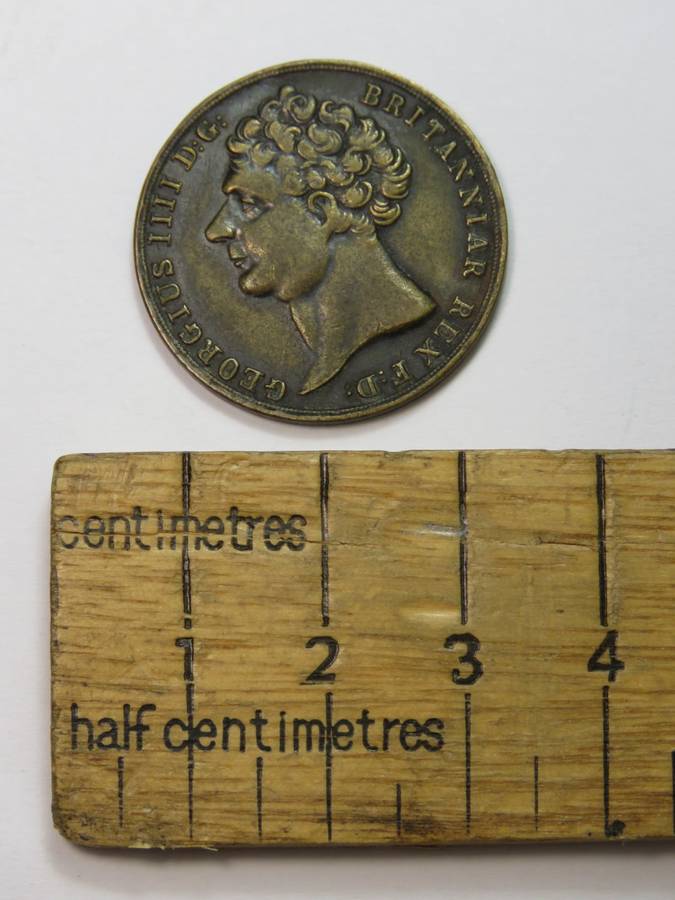 GEORGIUS IIII D:G: BRITANNIAR REX F:D:
centimetres
1 2 3 4
half centimetres